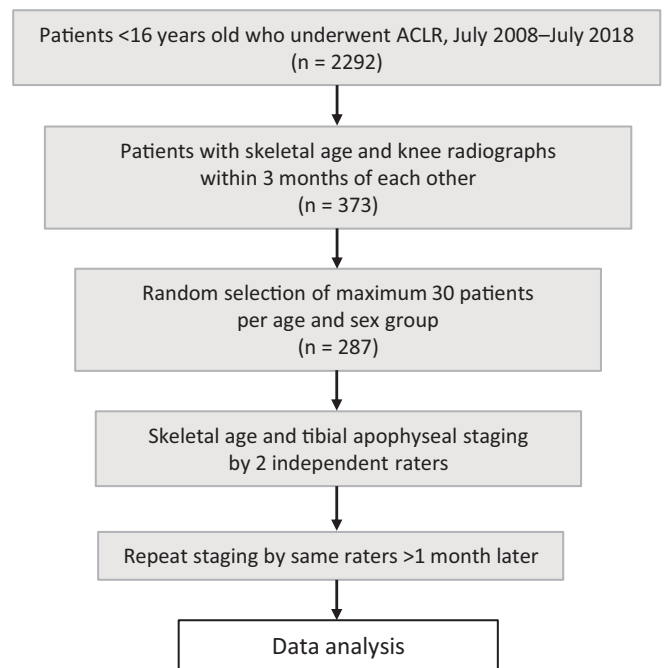 Patients <16 years old who underwent ACLR, July 2008–July 2018
(n = 2292)
Patients with skeletal age and knee radiographs
within 3 months of each other
(n = 373)
Random selection of maximum 30 patients
per age and sex group
(n = 287)
Skeletal age and tibial apophyseal staging
by 2 independent raters
Repeat staging by same raters >1 month later
Data analysis